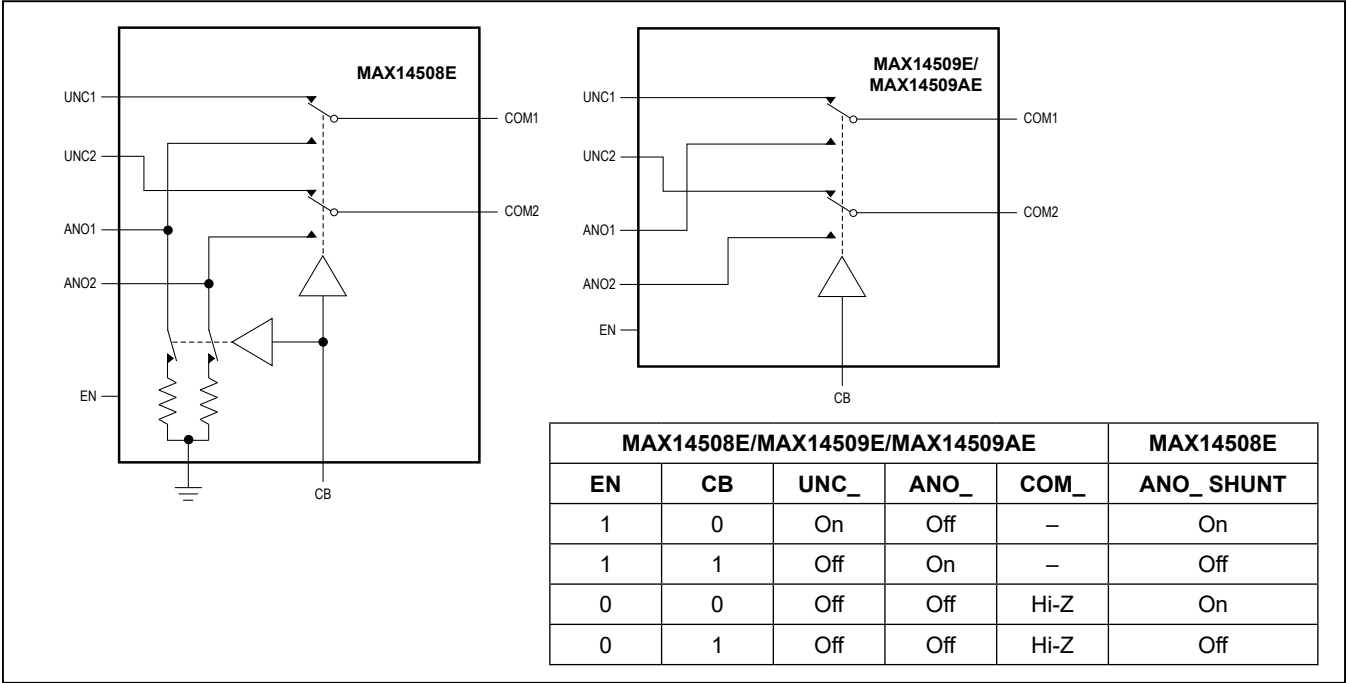 MAX14508E
UNC1
COM1
UNC2
COM2
ANO1
ANO2
EN
CB
MAX14509E/
MAX14509AE
UNC1
COM1
UNC2
COM2
ANO1
ANO2
EN
CB
MAX14508E/MAX14509E/MAX14509AE MAX14508E
EN CB UNC_ ANO_ COM_ ANO_ SHUNT
1 0 On Off – On
1 1 Off On – Off
0 0 Off Off Hi-Z On
0 1 Off Off Hi-Z Off